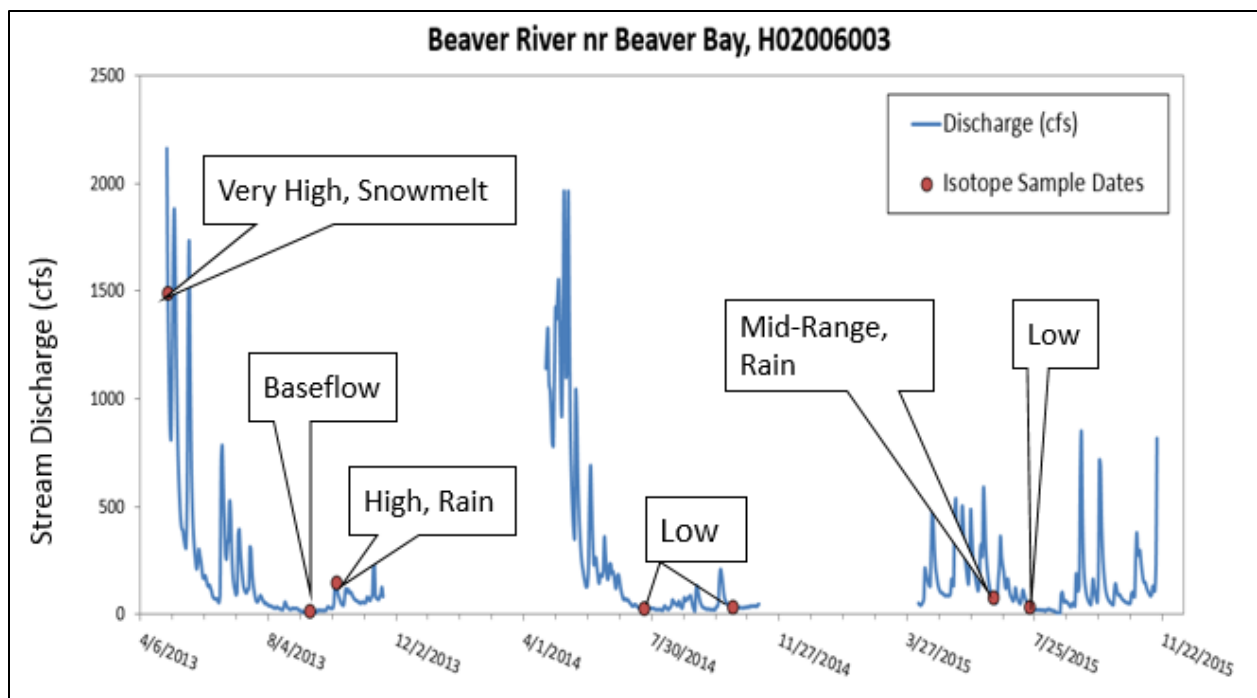 Beaver River nr Beaver Bay, H02006003
2500
2000
1500
1000
500
0
Stream Discharge (cfs)
Discharge (cfs)
Isotope Sample Dates
Very High, Snowmelt
Baseflow
High, Rain
Low
Mid-Range,
Rain
Low
4/6/2013
8/4/2013
12/2/2013
4/1/2014
7/30/2014
11/27/2014
3/27/2015
7/25/2015
11/22/2015